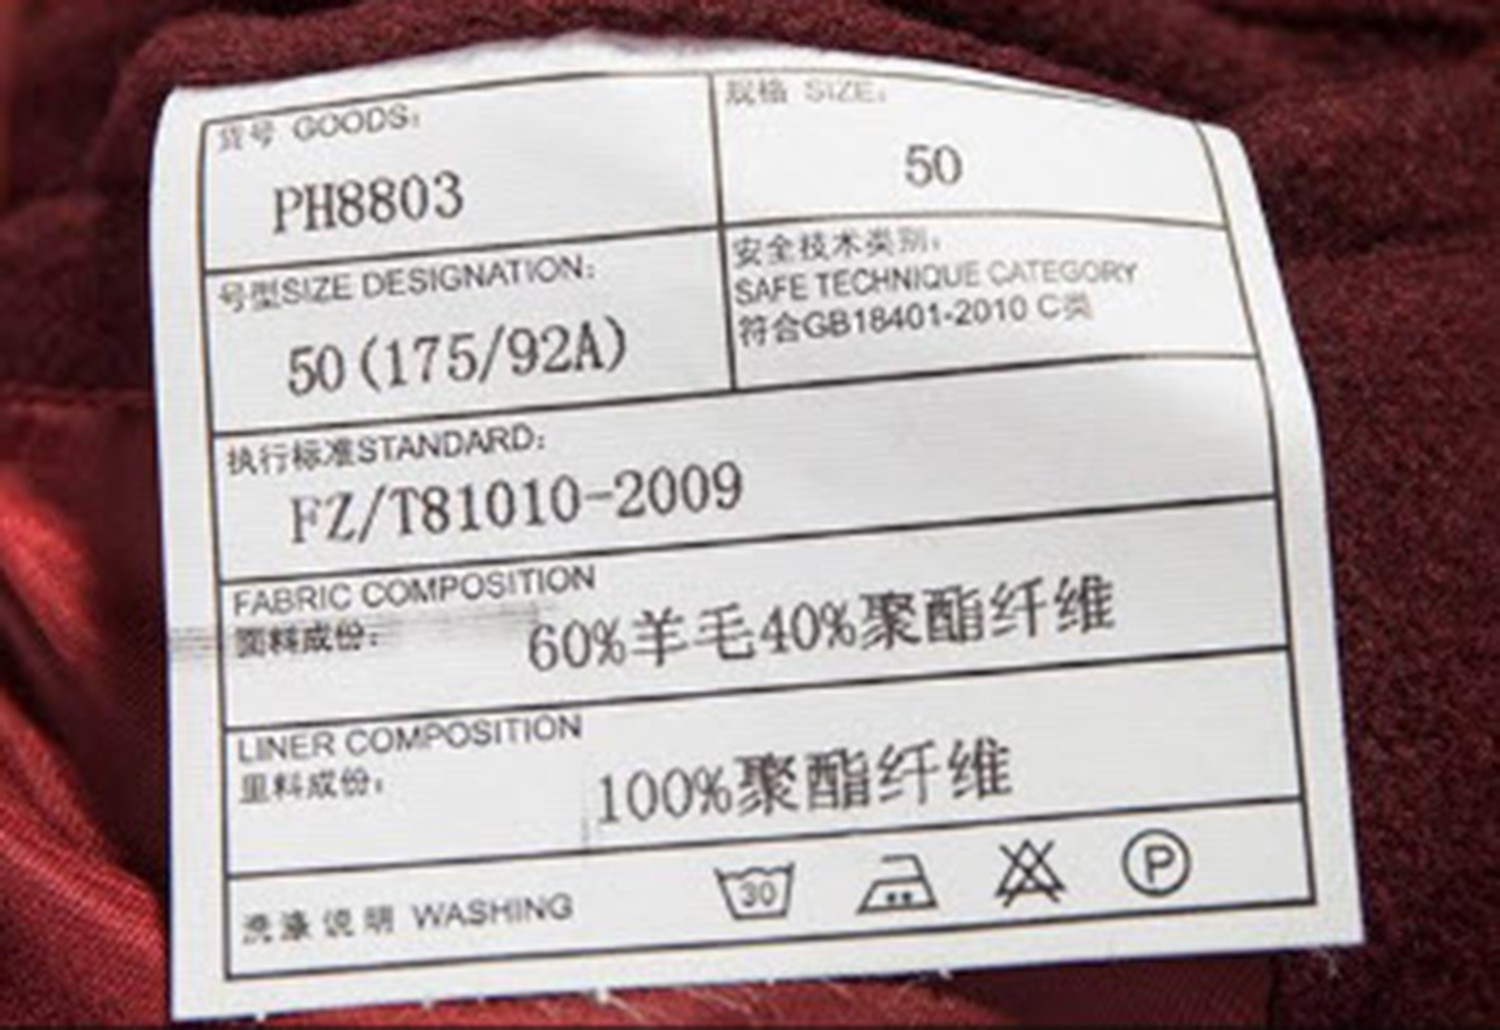 货号 GOODS:
PH8803
规格 SIZE:
50
号型SIZE DESIGNATION:
50(175/92A)
安全技术类别:
SAFE TECHNIQUE CATEGORY
符合GB18401-2010 C类
执行标准STANDARD:
FZ/T81010-2009
FABRIC COMPOSITION
面料成份:
60%羊毛40%聚酯纤维
LINER COMPOSITION
里料成份:
100%聚酯纤维
洗涤说明 WASHING
30
P